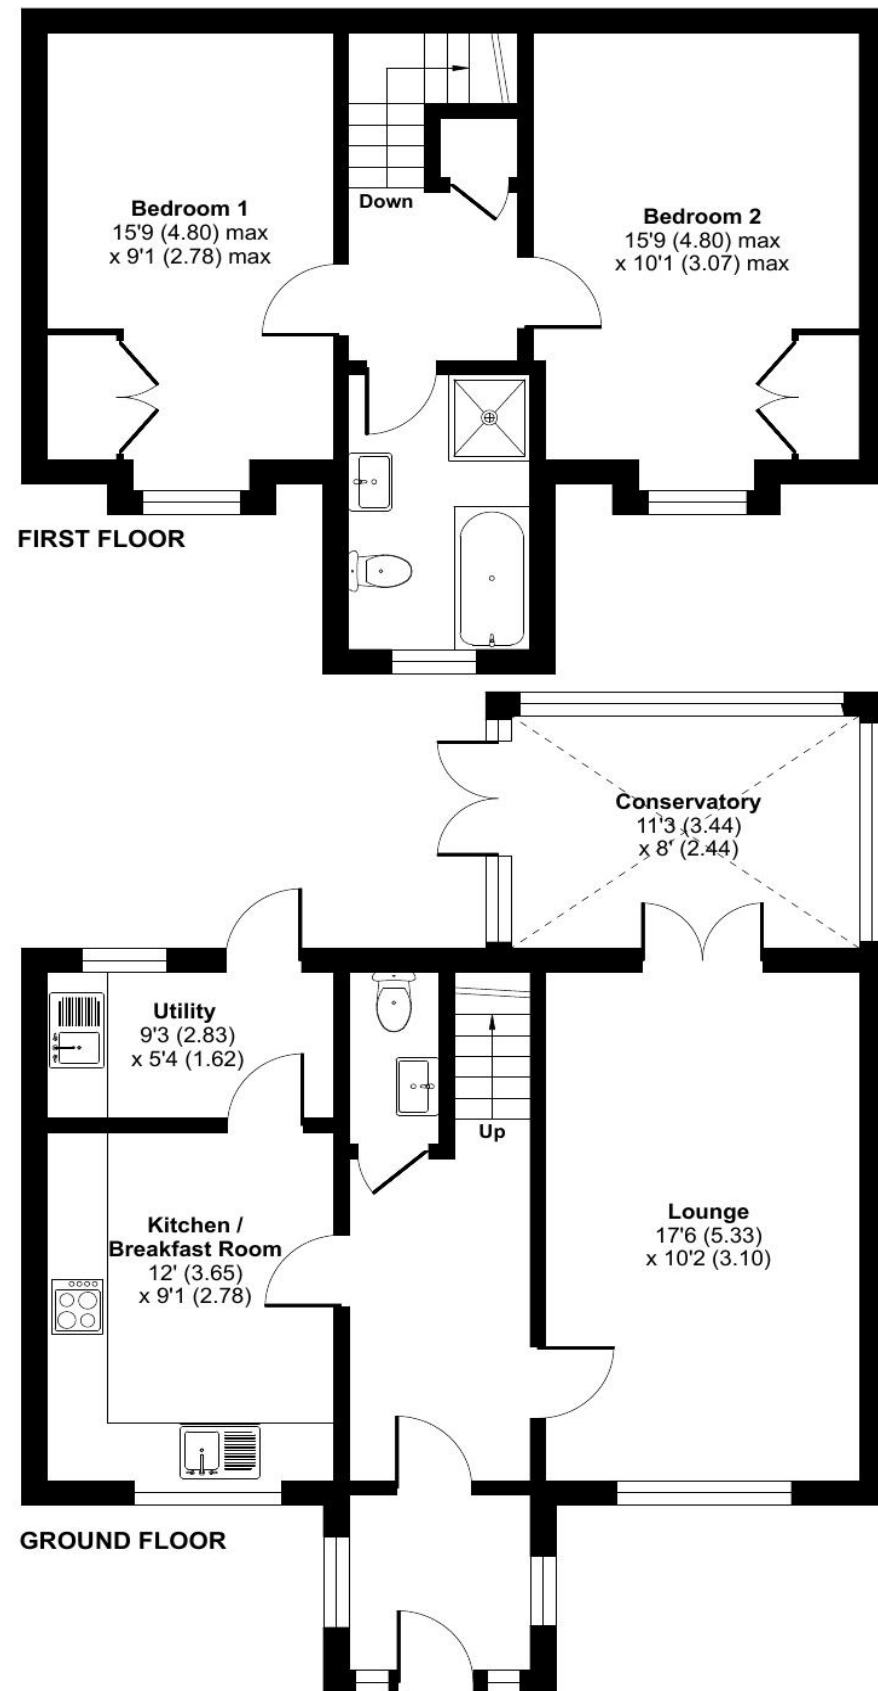 Bedroom 1
15'9 (4.80) max
x 9'1 (2.78) max
Down
Bedroom 2
15'9 (4.80) max
x 10'1 (3.07) max
FIRST FLOOR
Conservatory
11'3 (3.44)
x 8' (2.44)
Utility
9'3 (2.83)
x 5'4 (1.62)
Up
Kitchen /
Breakfast Room
12' (3.65)
x 9'1 (2.78)
Lounge
17'6 (5.33)
x 10'2 (3.10)
GROUND FLOOR